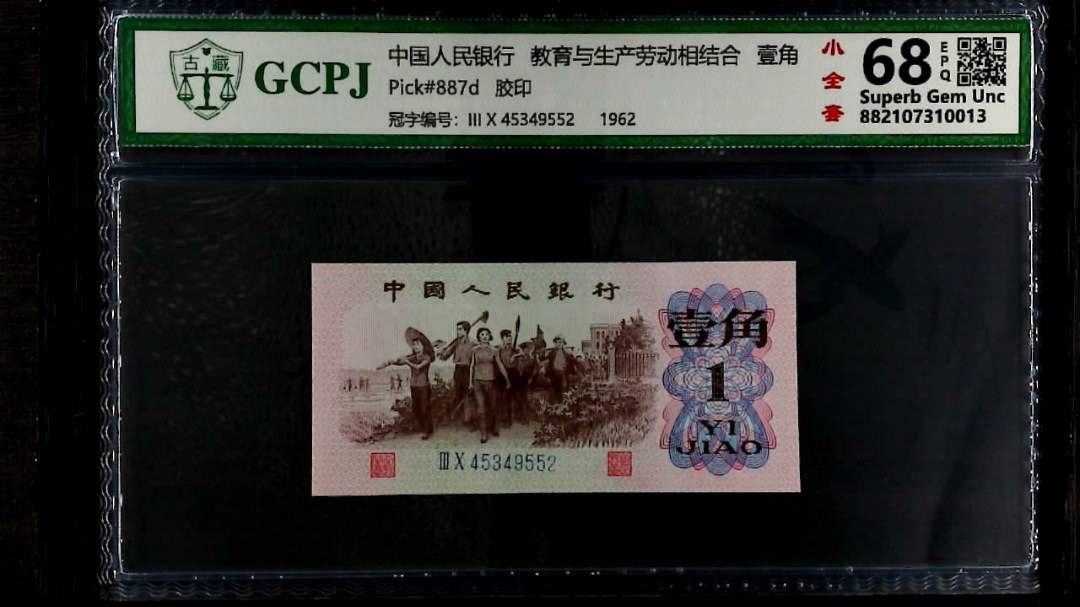 古 藏
GCPJ
中国人民银行 教育与生产劳动相结合 壹角
Pick#887d 胶印
冠字编号: III X 45349552 1962
小全套
68
EPQ
Superb Gem Unc
882107310013
中國人民銀行
壹角
1
YI
JIAO
III X 45349552